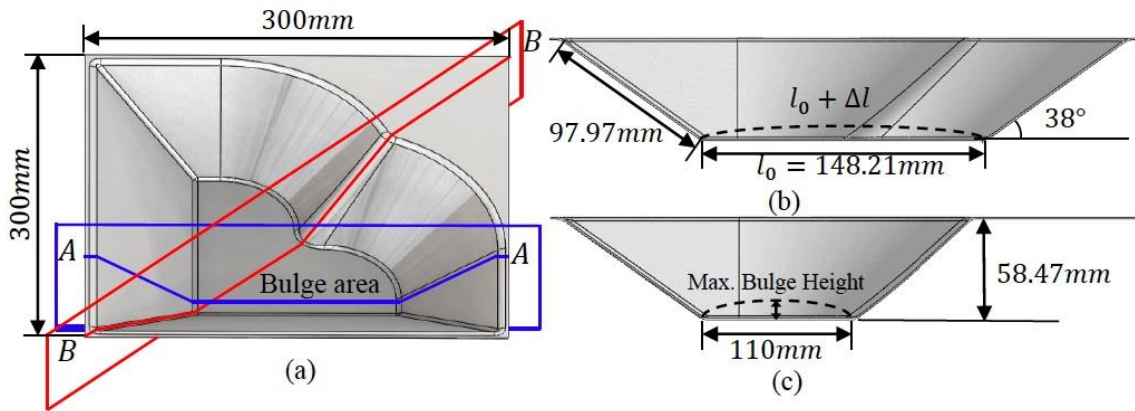 300mm
300mm
B
A
A
Bulge area
B
(a)
97.97mm
l₀ + Δl
38°
l₀ = 148.21mm
(b)
Max. Bulge Height
58.47mm
110mm
(c)